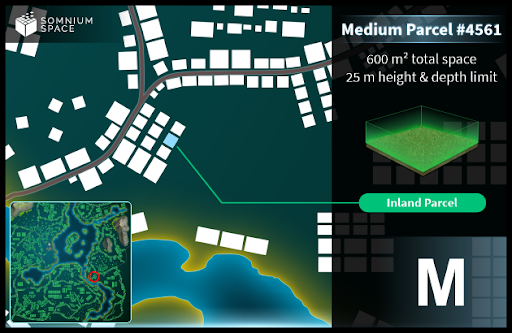 SOMNIUM
SPACE
Medium Parcel #4561
600 m² total space
25 m height & depth limit
Inland Parcel
M